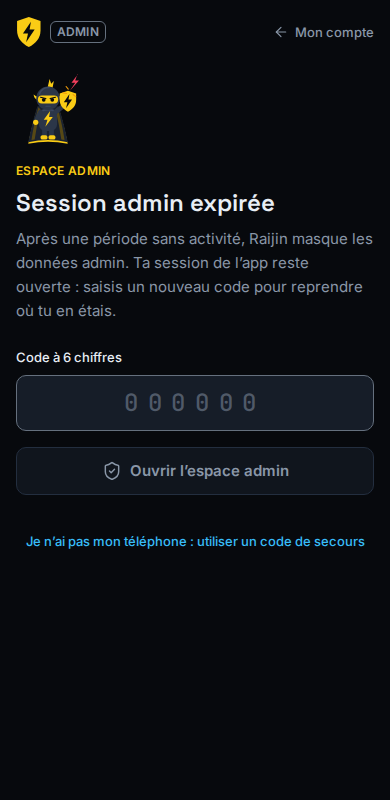 ADMIN
Mon compte
ESPACE ADMIN
Session admin expirée
Après une période sans activité, Raijin masque les
données admin. Ta session de l’app reste
ouverte : saisis un nouveau code pour reprendre
où tu en étais.
Code à 6 chiffres
000000
Ouvrir l’espace admin
Je n’ai pas mon téléphone : utiliser un code de secours